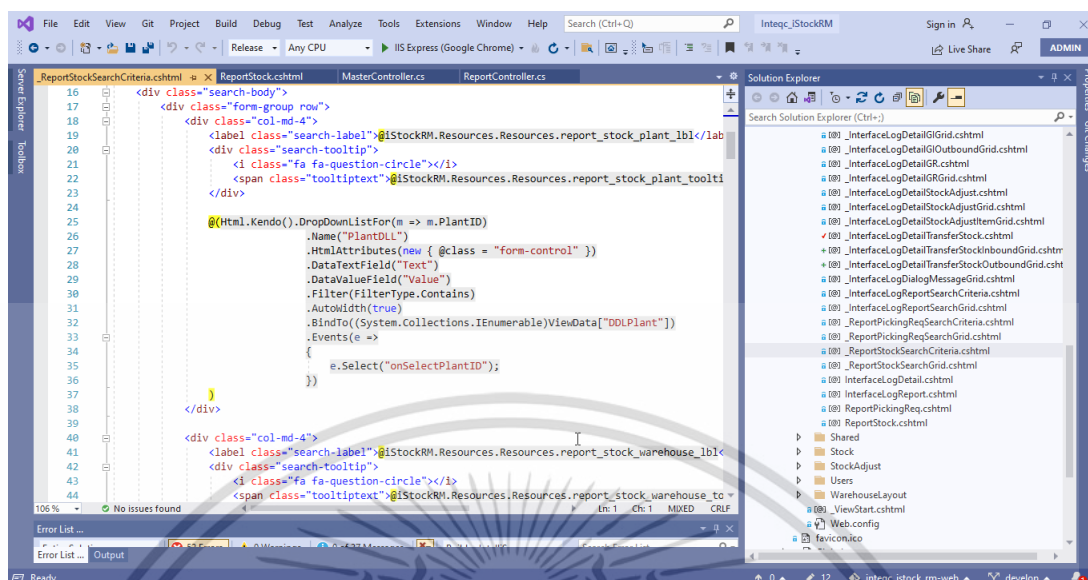 File Edit View Git Project Build Debug Test Analyze Tools Extensions Window Help Search (Ctrl+Q) Inteqc_iStockRM Sign in
Release Any CPU IIS Express (Google Chrome) Live Share ADMIN
Server Explorer
Toolbox
_ReportStockSearchCriteria.cshtml ReportStock.cshtml MasterController.cs ReportController.cs
16 <div class="search-body">
17 <div class="form-group row">
18 <div class="col-md-4">
19 <label class="search-label">@iStockRM.Resources.Resources.report_stock_plant_lbl</lab
20 <div class="search-tooltip">
21 <i class="fa fa-question-circle"></i>
22 <span class="tooltiptext">@iStockRM.Resources.Resources.report_stock_plant_toolti
23 </div>
24
25 @(Html.Kendo().DropDownListFor(m => m.PlantID)
26 .Name("PlantDLL")
27 .HtmlAttributes(new { @class = "form-control" })
28 .DataTextField("Text")
29 .DataValueField("Value")
30 .Filter(FilterType.Contains)
31 .AutoWidth(true)
32 .BindTo((System.Collections.IEnumerable)ViewData["DDLPlant"])
33 .Events(e =>
34 {
35 e.Select("onSelectPlantID");
36 })
37 )
38 </div>
39
40 <div class="col-md-4">
41 <label class="search-label">@iStockRM.Resources.Resources.report_stock_warehouse_lbl<
42 <div class="search-tooltip">
43 <i class="fa fa-question-circle"></i>
44 <span class="tooltiptext">@iStockRM.Resources.Resources.report_stock_warehouse_to
106 % No issues found Ln: 1 Ch: 1 MIXED CRLF
Error List ...
Error List ... Output
Solution Explorer
Search Solution Explorer (Ctrl+;)
_InterfaceLogDetailGIGrid.cshtml
_InterfaceLogDetailGIOutboundGrid.cshtml
_InterfaceLogDetailGR.cshtml
_InterfaceLogDetailGRGrid.cshtml
_InterfaceLogDetailStockAdjust.cshtml
_InterfaceLogDetailStockAdjustGrid.cshtml
_InterfaceLogDetailStockAdjustItemGrid.cshtml
_InterfaceLogDetailTransferStock.cshtml
_InterfaceLogDetailTransferStockInboundGrid.cshtm
_InterfaceLogDetailTransferStockOutboundGrid.csht
_InterfaceLogDialogMessageGrid.cshtml
_InterfaceLogReportSearchCriteria.cshtml
_InterfaceLogReportSearchGrid.cshtml
_ReportPickingReqSearchCriteria.cshtml
_ReportPickingReqSearchGrid.cshtml
_ReportStockSearchCriteria.cshtml
_ReportStockSearchGrid.cshtml
InterfaceLogDetail.cshtml
InterfaceLogReport.cshtml
ReportPickingReq.cshtml
ReportStock.cshtml
Shared
Stock
StockAdjust
Users
WarehouseLayout
_ViewStart.cshtml
Web.config
favicon.ico
Ready 0 12 inteqc_istock_rm-web develop